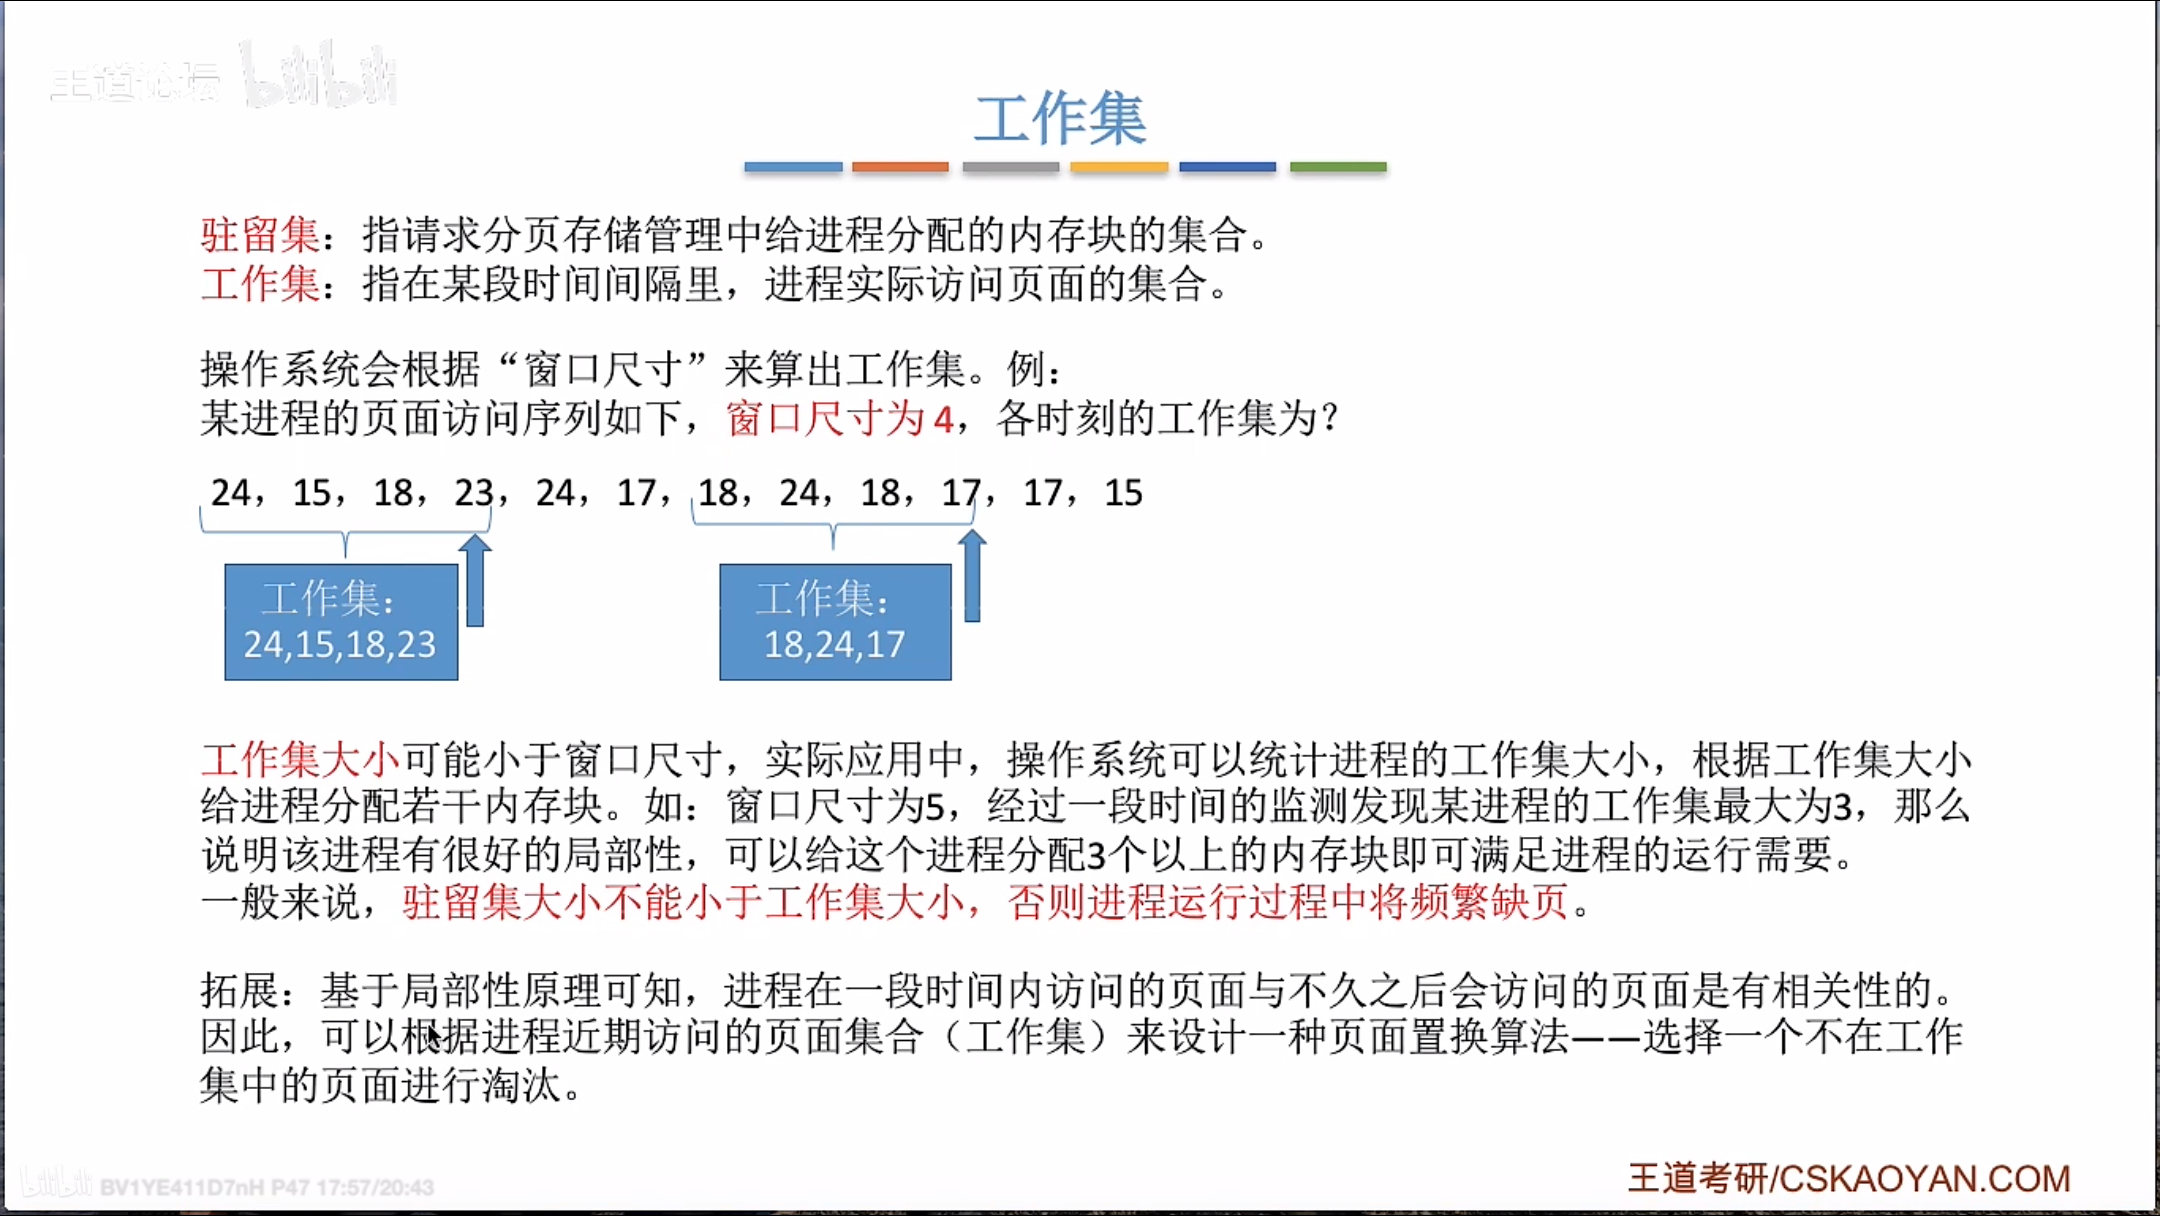 王道论坛 bilibili
工作集
驻留集：指请求分页存储管理中给进程分配的内存块的集合。
工作集：指在某段时间间隔里，进程实际访问页面的集合。
操作系统会根据“窗口尺寸”来算出工作集。例：
某进程的页面访问序列如下，窗口尺寸为 4，各时刻的工作集为？
24，15，18，23，24，17，18，24，18，17，17，15
工作集：
24,15,18,23
工作集：
18,24,17
工作集大小可能小于窗口尺寸，实际应用中，操作系统可以统计进程的工作集大小，根据工作集大小
给进程分配若干内存块。如：窗口尺寸为5，经过一段时间的监测发现某进程的工作集最大为3，那么
说明该进程有很好的局部性，可以给这个进程分配3个以上的内存块即可满足进程的运行需要。
一般来说，驻留集大小不能小于工作集大小，否则进程运行过程中将频繁缺页。
拓展：基于局部性原理可知，进程在一段时间内访问的页面与不久之后会访问的页面是有相关性的。
因此，可以根据进程近期访问的页面集合（工作集）来设计一种页面置换算法——选择一个不在工作
集中的页面进行淘汰。
bilibili BV1YE411D7nH P47 17:57/20:43
王道考研/CSKAOYAN.COM